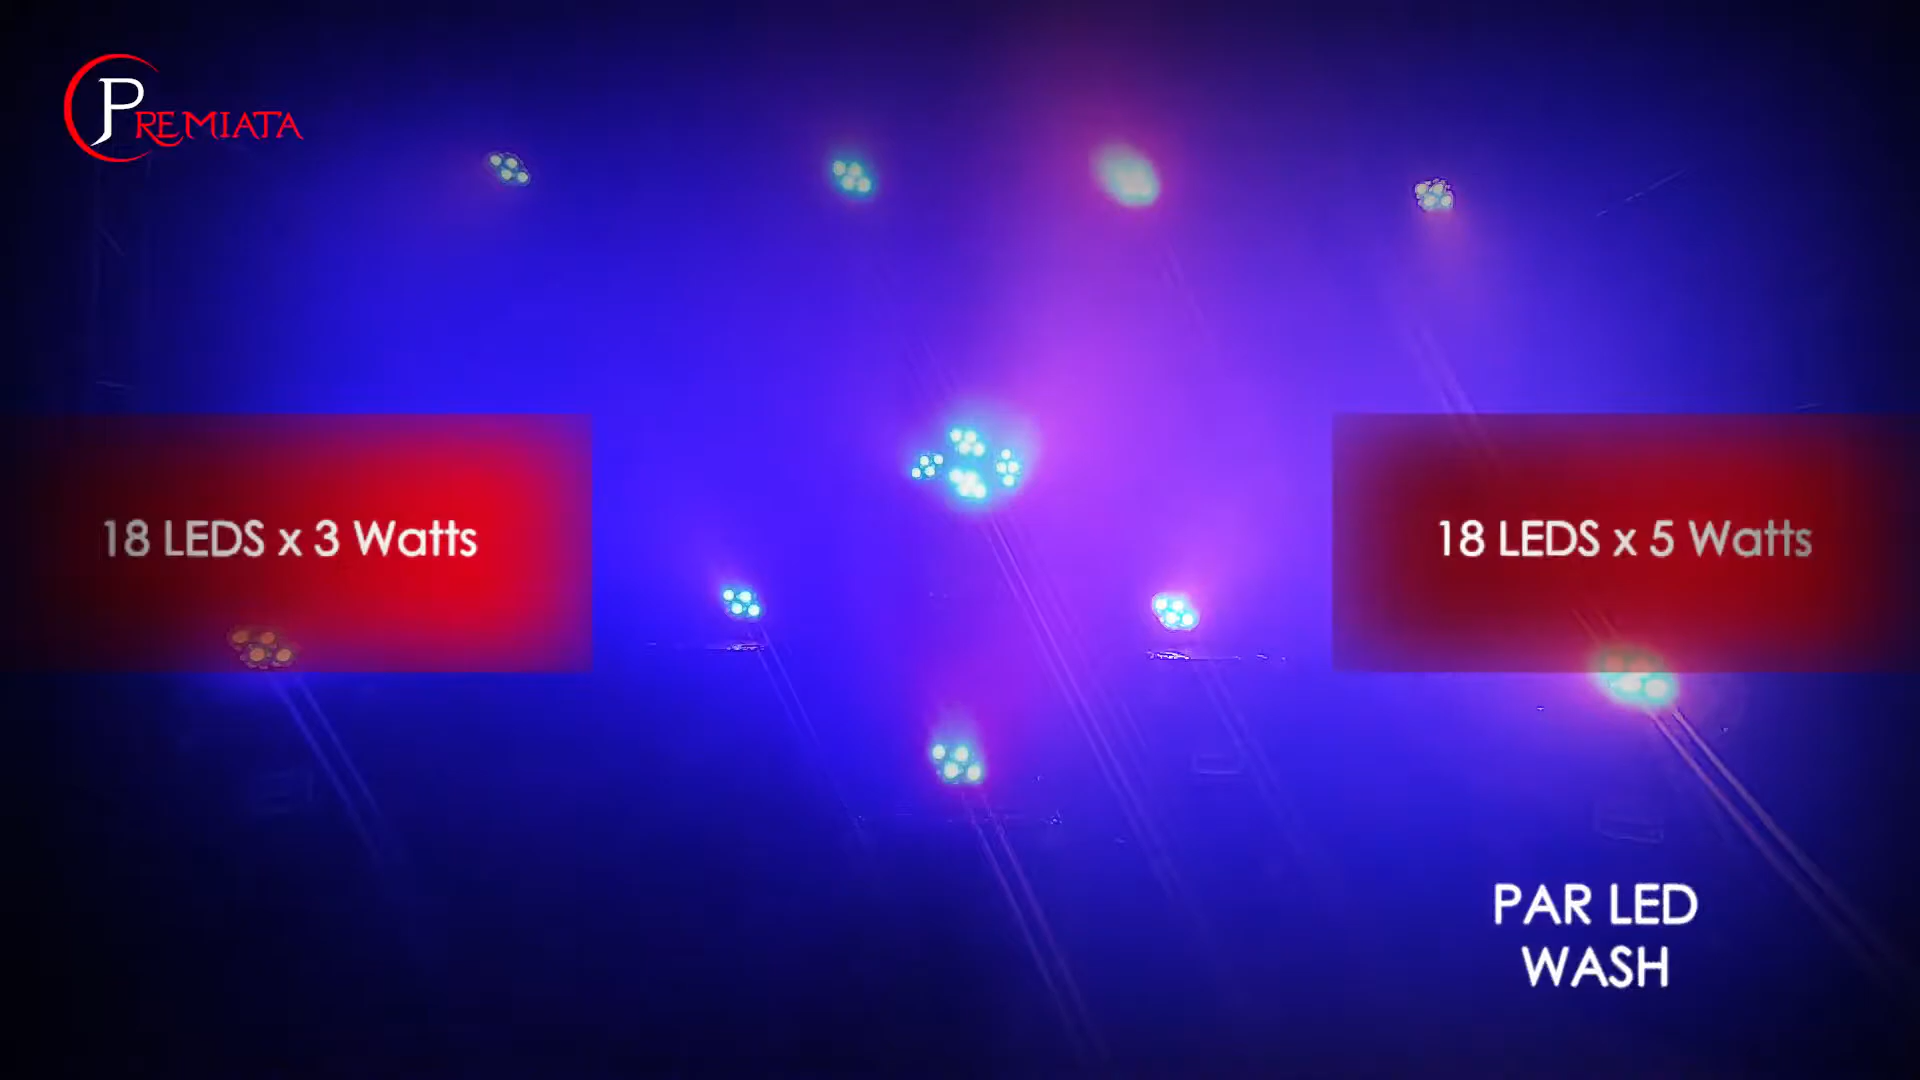 PREMIATA
18 LEDS x 3 Watts
18 LEDS x 5 Watts
PAR LED
WASH